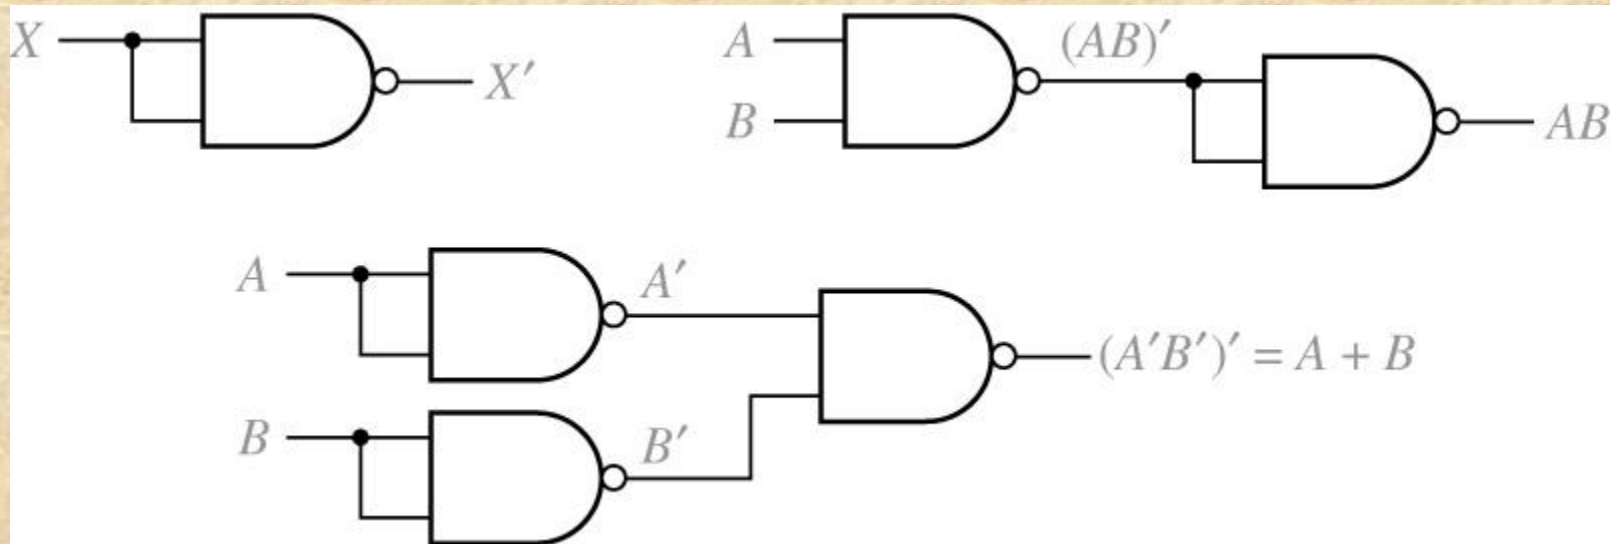 X
X′
A
B
(AB)′
AB
A
A′
B
B′
(A′B′)′ = A + B